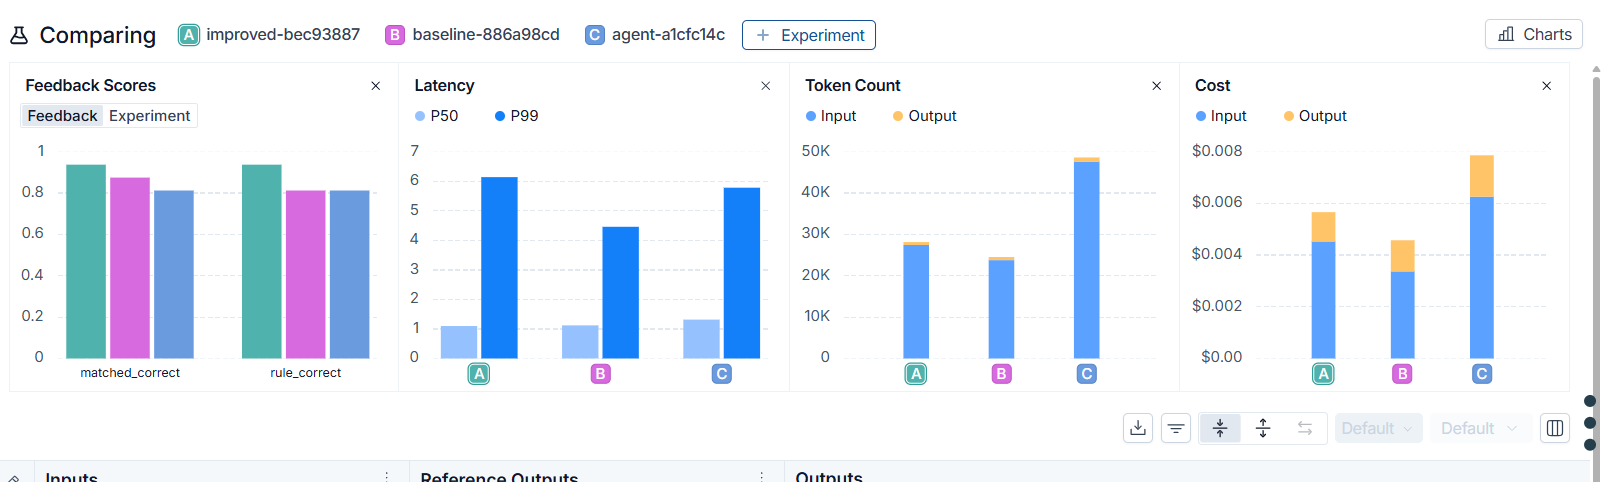 Comparing A improved-bec93887 B baseline-886a98cd C agent-a1cfc14c + Experiment Charts
Feedback Scores
Feedback Experiment
1
0.8
0.6
0.4
0.2
0
matched_correct rule_correct
Latency
P50 P99
7
6
5
4
3
2
1
0
A B C
Token Count
Input Output
50K
40K
30K
20K
10K
0
A B C
Cost
Input Output
$0.008
$0.006
$0.004
$0.002
$0.00
A B C
Default Default
Inputs Reference Outputs Outputs